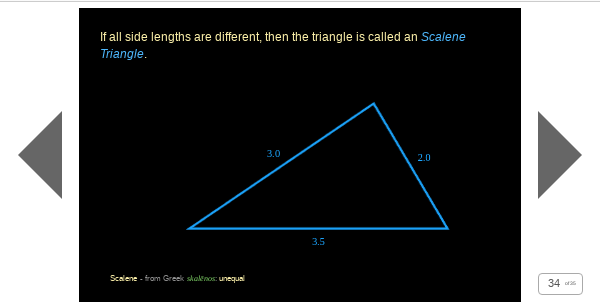 If all side lengths are different, then the triangle is called an Scalene
Triangle.
3.0
2.0
3.5
Scalene - from Greek skalēnos: unequal
34 of 35